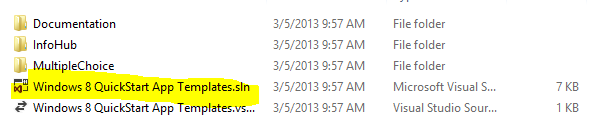 Documentation 3/5/2013 9:57 AM File folder
InfoHub 3/5/2013 9:57 AM File folder
MultipleChoice 3/5/2013 9:57 AM File folder
Windows 8 QuickStart App Templates.sln 3/5/2013 9:57 AM Microsoft Visual S... 7 KB
Windows 8 QuickStart App Templates.vs... 3/5/2013 9:57 AM Visual Studio Sour... 1 KB